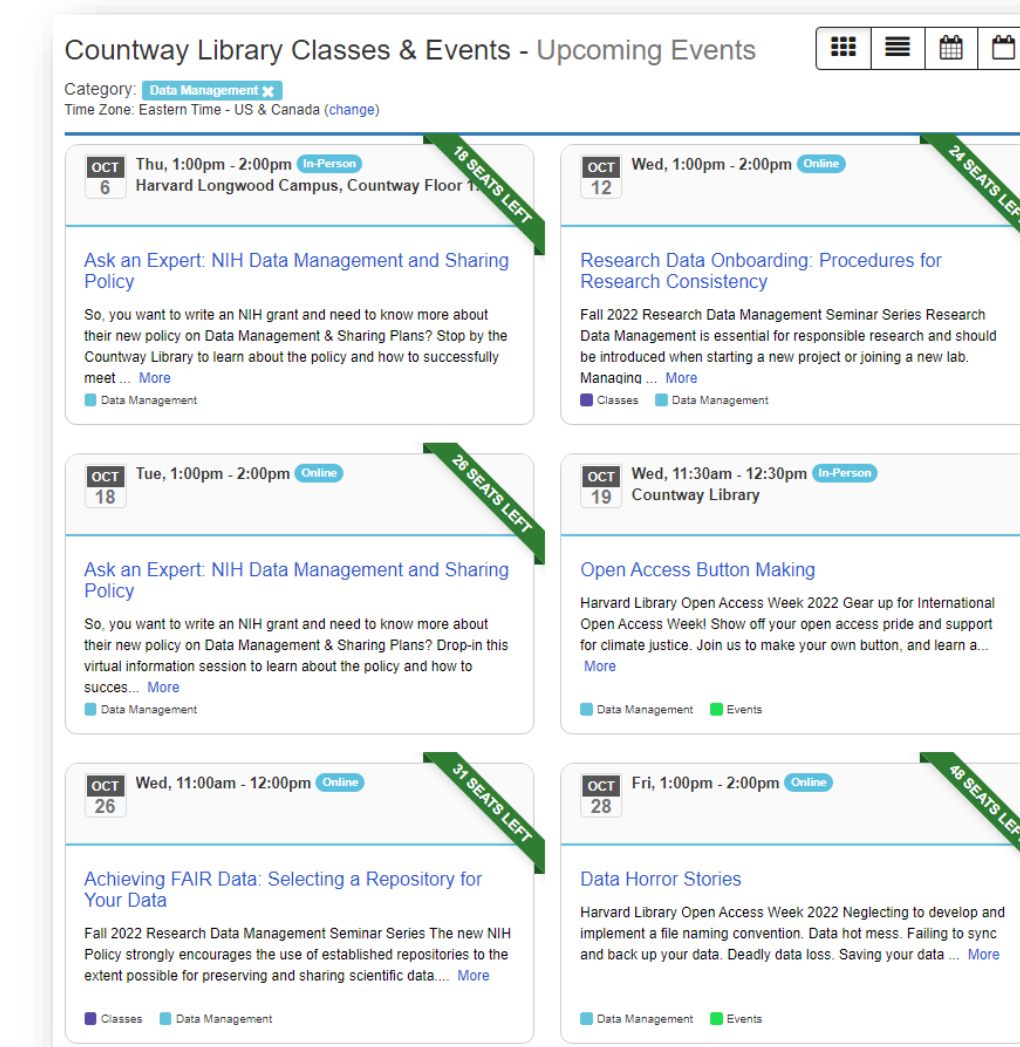 Countway Library Classes & Events - Upcoming Events
Category: Data Management ×
Time Zone: Eastern Time - US & Canada (change)
OCT
6
Thu, 1:00pm - 2:00pm In-Person
Harvard Longwood Campus, Countway Floor
18 SEATS LEFT
Ask an Expert: NIH Data Management and Sharing
Policy
So, you want to write an NIH grant and need to know more about
their new policy on Data Management & Sharing Plans? Stop by the
Countway Library to learn about the policy and how to successfully
meet ... More
Data Management
OCT
12
Wed, 1:00pm - 2:00pm Online
24 SEATS LEFT
Research Data Onboarding: Procedures for
Research Consistency
Fall 2022 Research Data Management Seminar Series Research
Data Management is essential for responsible research and should
be introduced when starting a new project or joining a new lab.
Managing ... More
Classes Data Management
OCT
18
Tue, 1:00pm - 2:00pm Online
26 SEATS LEFT
Ask an Expert: NIH Data Management and Sharing
Policy
So, you want to write an NIH grant and need to know more about
their new policy on Data Management & Sharing Plans? Drop-in this
virtual information session to learn about the policy and how to
succes... More
Data Management
OCT
19
Wed, 11:30am - 12:30pm In-Person
Countway Library
Open Access Button Making
Harvard Library Open Access Week 2022 Gear up for International
Open Access Week! Show off your open access pride and support
for climate justice. Join us to make your own button, and learn a...
More
Data Management Events
OCT
26
Wed, 11:00am - 12:00pm Online
31 SEATS LEFT
Achieving FAIR Data: Selecting a Repository for
Your Data
Fall 2022 Research Data Management Seminar Series The new NIH
Policy strongly encourages the use of established repositories to the
extent possible for preserving and sharing scientific data.... More
Classes Data Management
OCT
28
Fri, 1:00pm - 2:00pm Online
48 SEATS LEFT
Data Horror Stories
Harvard Library Open Access Week 2022 Neglecting to develop and
implement a file naming convention. Data hot mess. Failing to sync
and back up your data. Deadly data loss. Saving your data ... More
Data Management Events